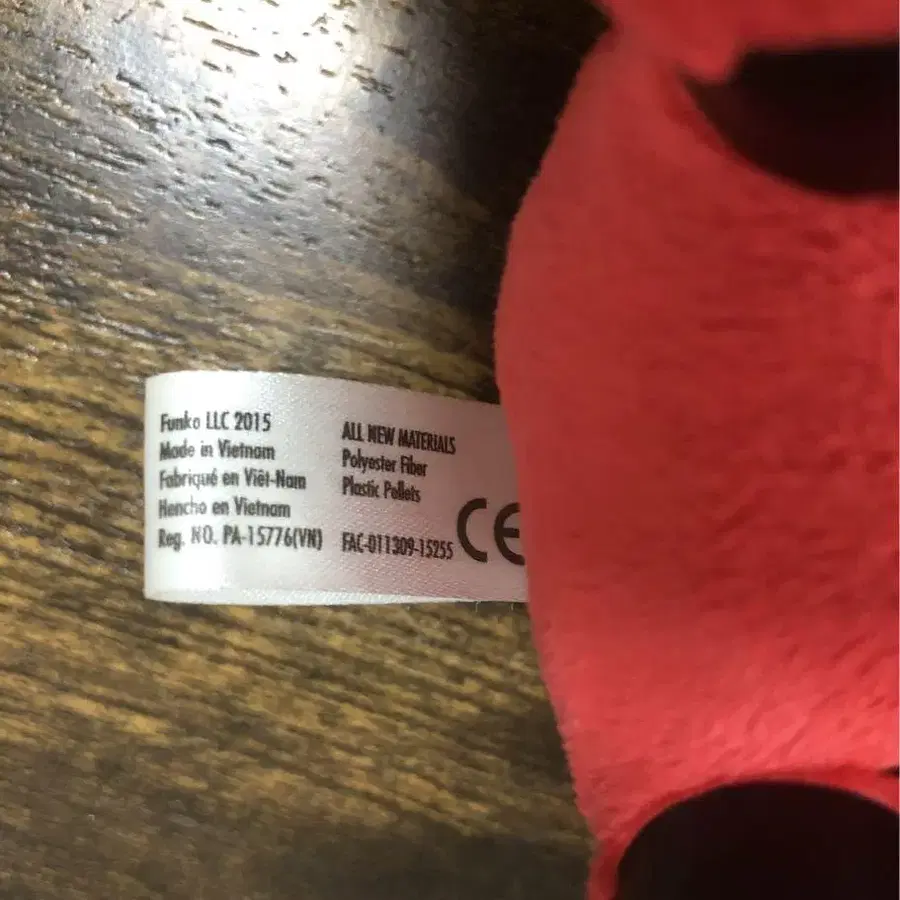 Funko LLC 2015
Made in Vietnam
Fabriqué en Viêt-Nam
Hencho en Vietnam
Reg. NO. PA-15776(VN)
ALL NEW MATERIALS
Polyester Fiber
Plastic Pellets
FAC-011309-15255
CE